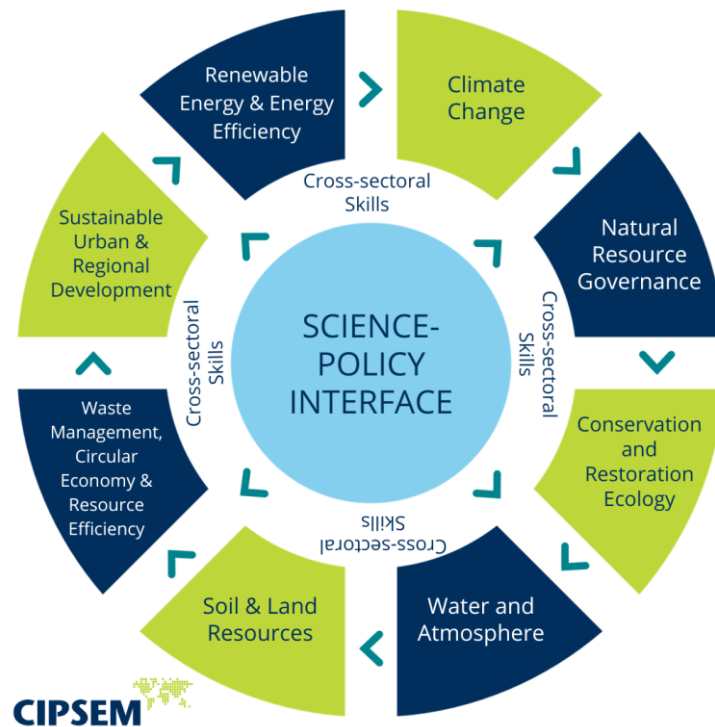 Renewable
Energy & Energy
Efficiency
Climate
Change
Natural
Resource
Governance
Conservation
and
Restoration
Ecology
Water and
Atmosphere
Soil & Land
Resources
Waste
Management,
Circular
Economy &
Resource
Efficiency
Sustainable
Urban &
Regional
Development
Cross-sectoral
Skills
Cross-sectoral
Skills
Cross-sectoral
Skills
Cross-sectoral
Skills
SCIENCE-
POLICY
INTERFACE
CIPSEM